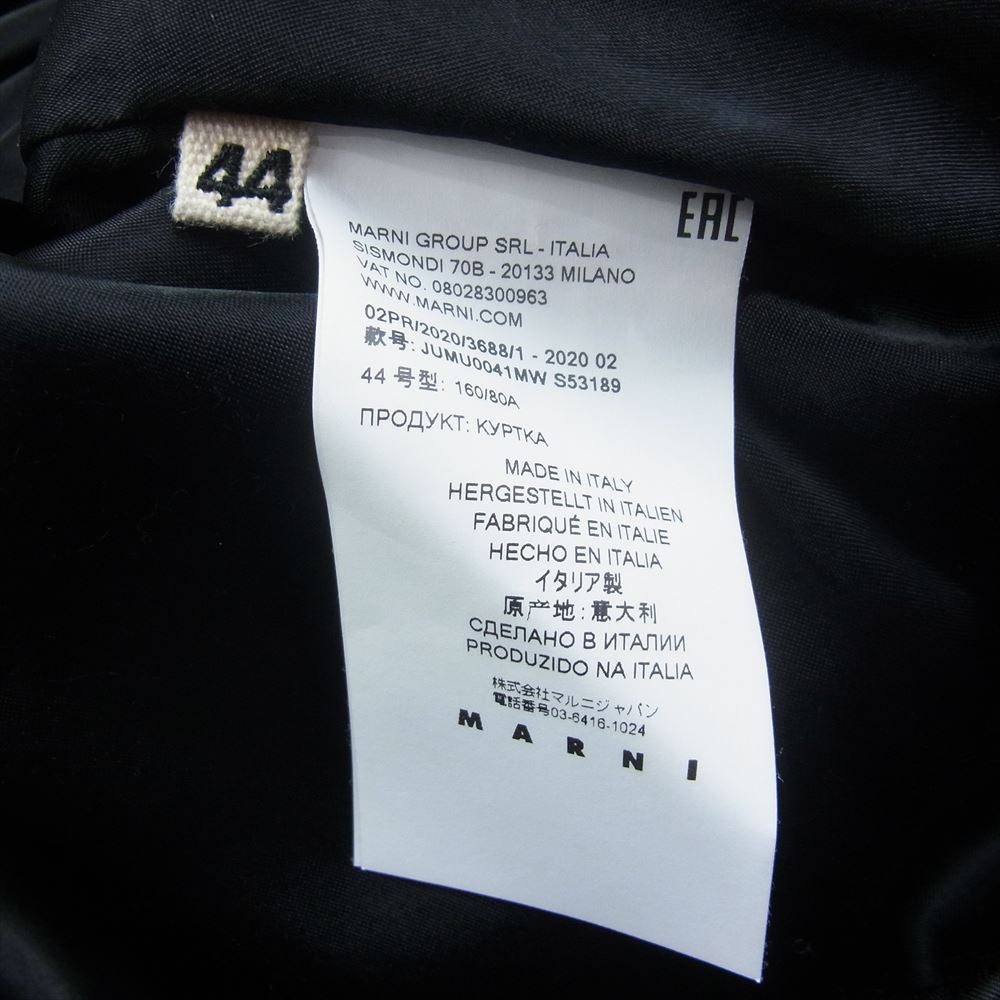 44
EAC
MARNI GROUP SRL - ITALIA
SISMONDI 70B - 20133 MILANO
VAT NO. 08028300963
WWW.MARNI.COM
02PR/2020/3688/1 - 2020 02
款号: JUMU0041MW S53189
44 号型: 160/80A
ПРОДУКТ: КУРТКА
MADE IN ITALY
HERGESTELLT IN ITALIEN
FABRIQUÉ EN ITALIE
HECHO EN ITALIA
イタリア製
原产地: 意大利
СДЕЛАНО В ИТАЛИИ
PRODUZIDO NA ITALIA
株式会社マルニジャパン
電話番号03-6416-1024
MARNI